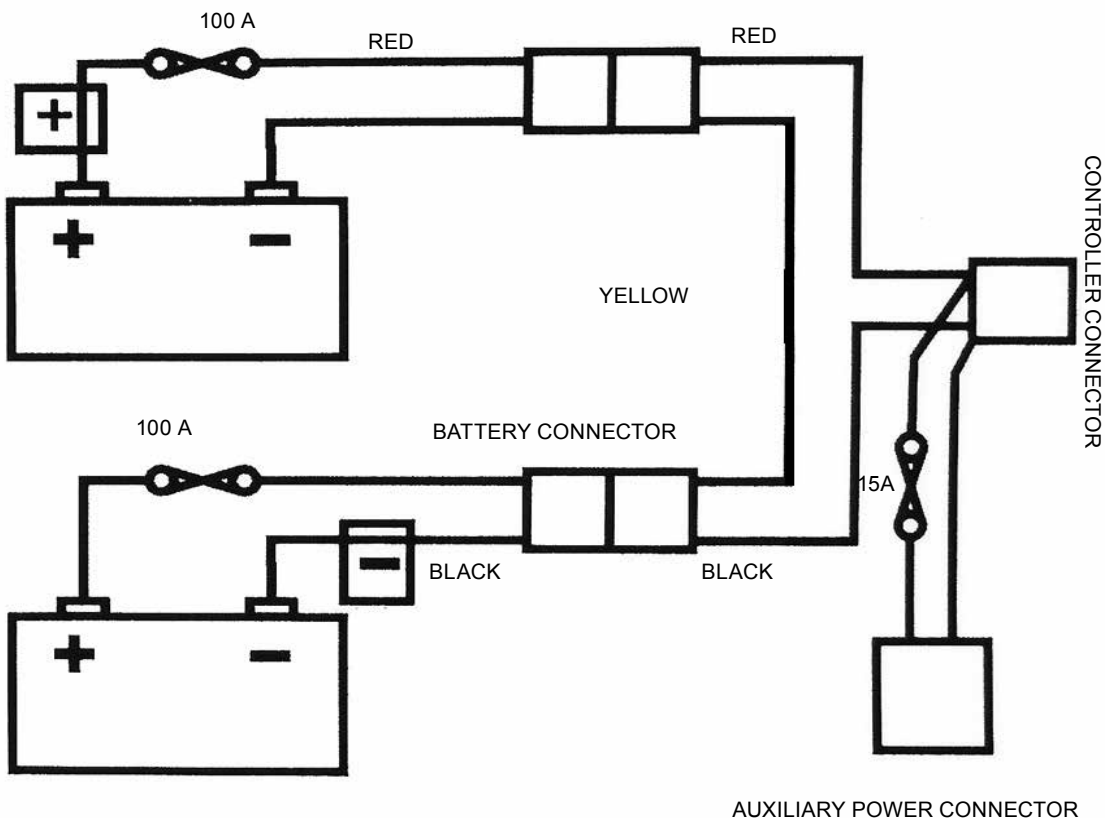 100 A
RED
RED
+
+
−
CONTROLLER CONNECTOR
YELLOW
100 A
BATTERY CONNECTOR
15A
−
BLACK
BLACK
+
−
AUXILIARY POWER CONNECTOR